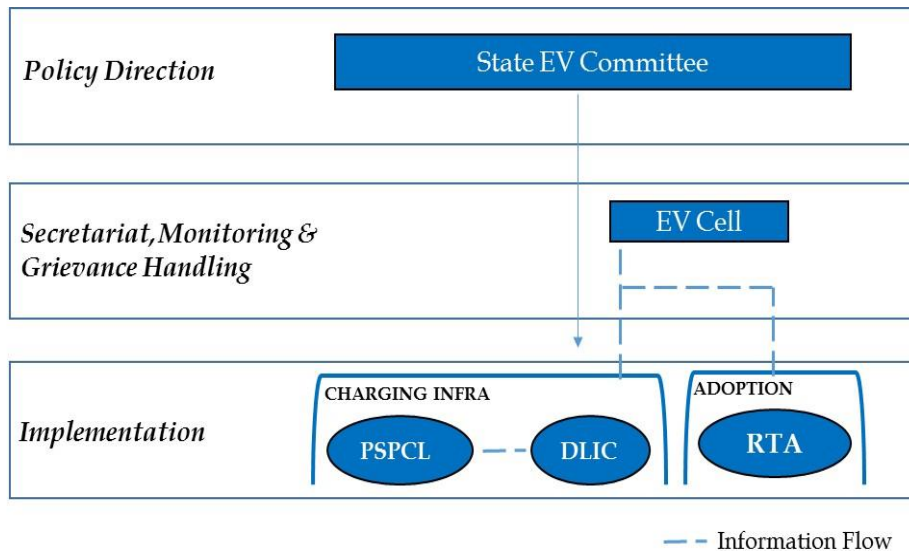 Policy Direction
State EV Committee
Secretariat, Monitoring &
Grievance Handling
EV Cell
Implementation
CHARGING INFRA
PSPCL
DLIC
ADOPTION
RTA
Information Flow